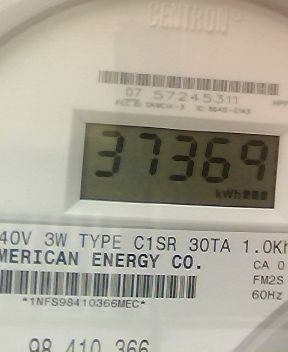 CENTRON®
07 57245311
37369
kWh
40V 3W TYPE C1SR 30TA 1.0Kh
MERICAN ENERGY CO.
CA 0
FM2S
60Hz
*1NFS98410366MEC*
98 410 366